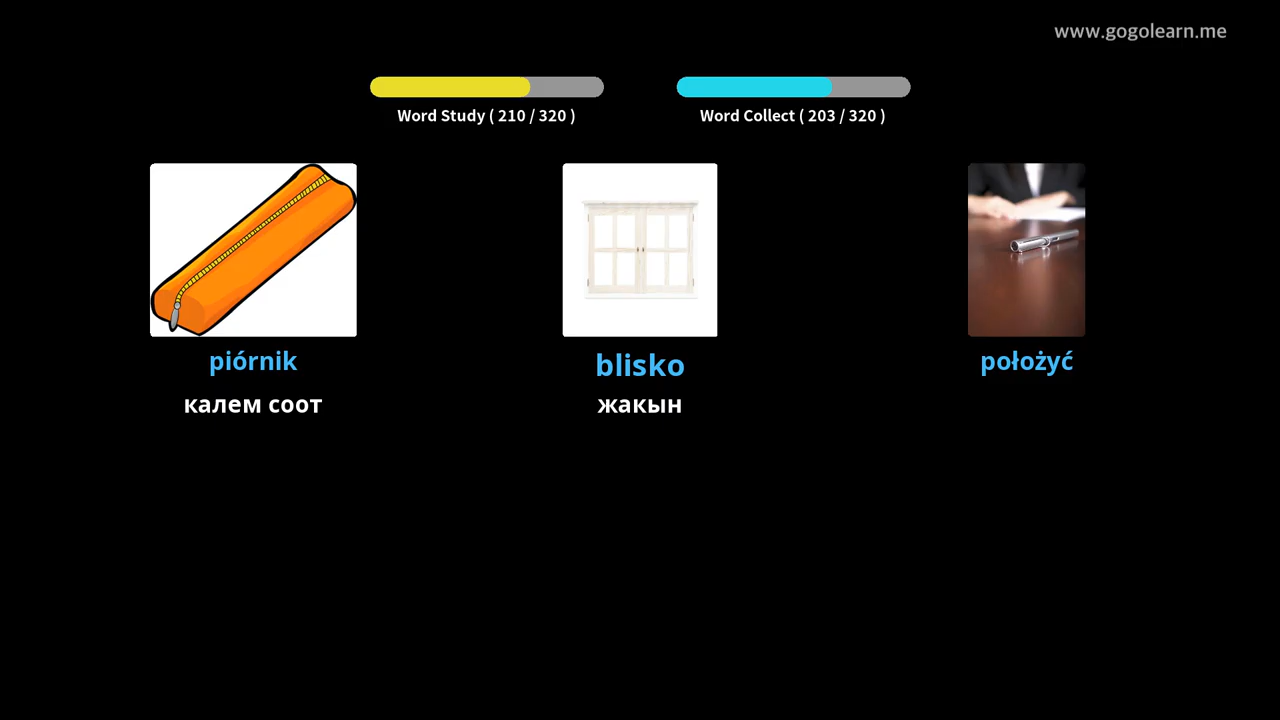 www.gogolearn.me
Word Study ( 210 / 320 )
Word Collect ( 203 / 320 )
piórnik
blisko
położyć
калем соот
жакын